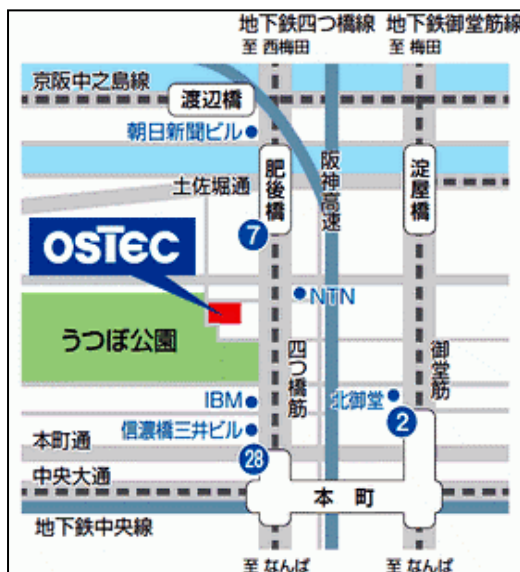 地下鉄四つ橋線 地下鉄御堂筋線
至 西梅田 至 梅田
京阪中之島線
渡辺橋
朝日新聞ビル
土佐堀通
肥後橋
阪神高速
淀屋橋
7
OSTEC
NTN
うつぼ公園
四つ橋筋
御堂筋
IBM
北御堂
2
信濃橋三井ビル
本町通
28
中央大通
本町
地下鉄中央線
至 なんば 至 なんば